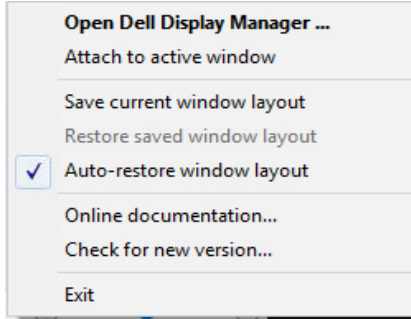 Open Dell Display Manager ...
Attach to active window
Save current window layout
Restore saved window layout
Auto-restore window layout
Online documentation...
Check for new version...
Exit